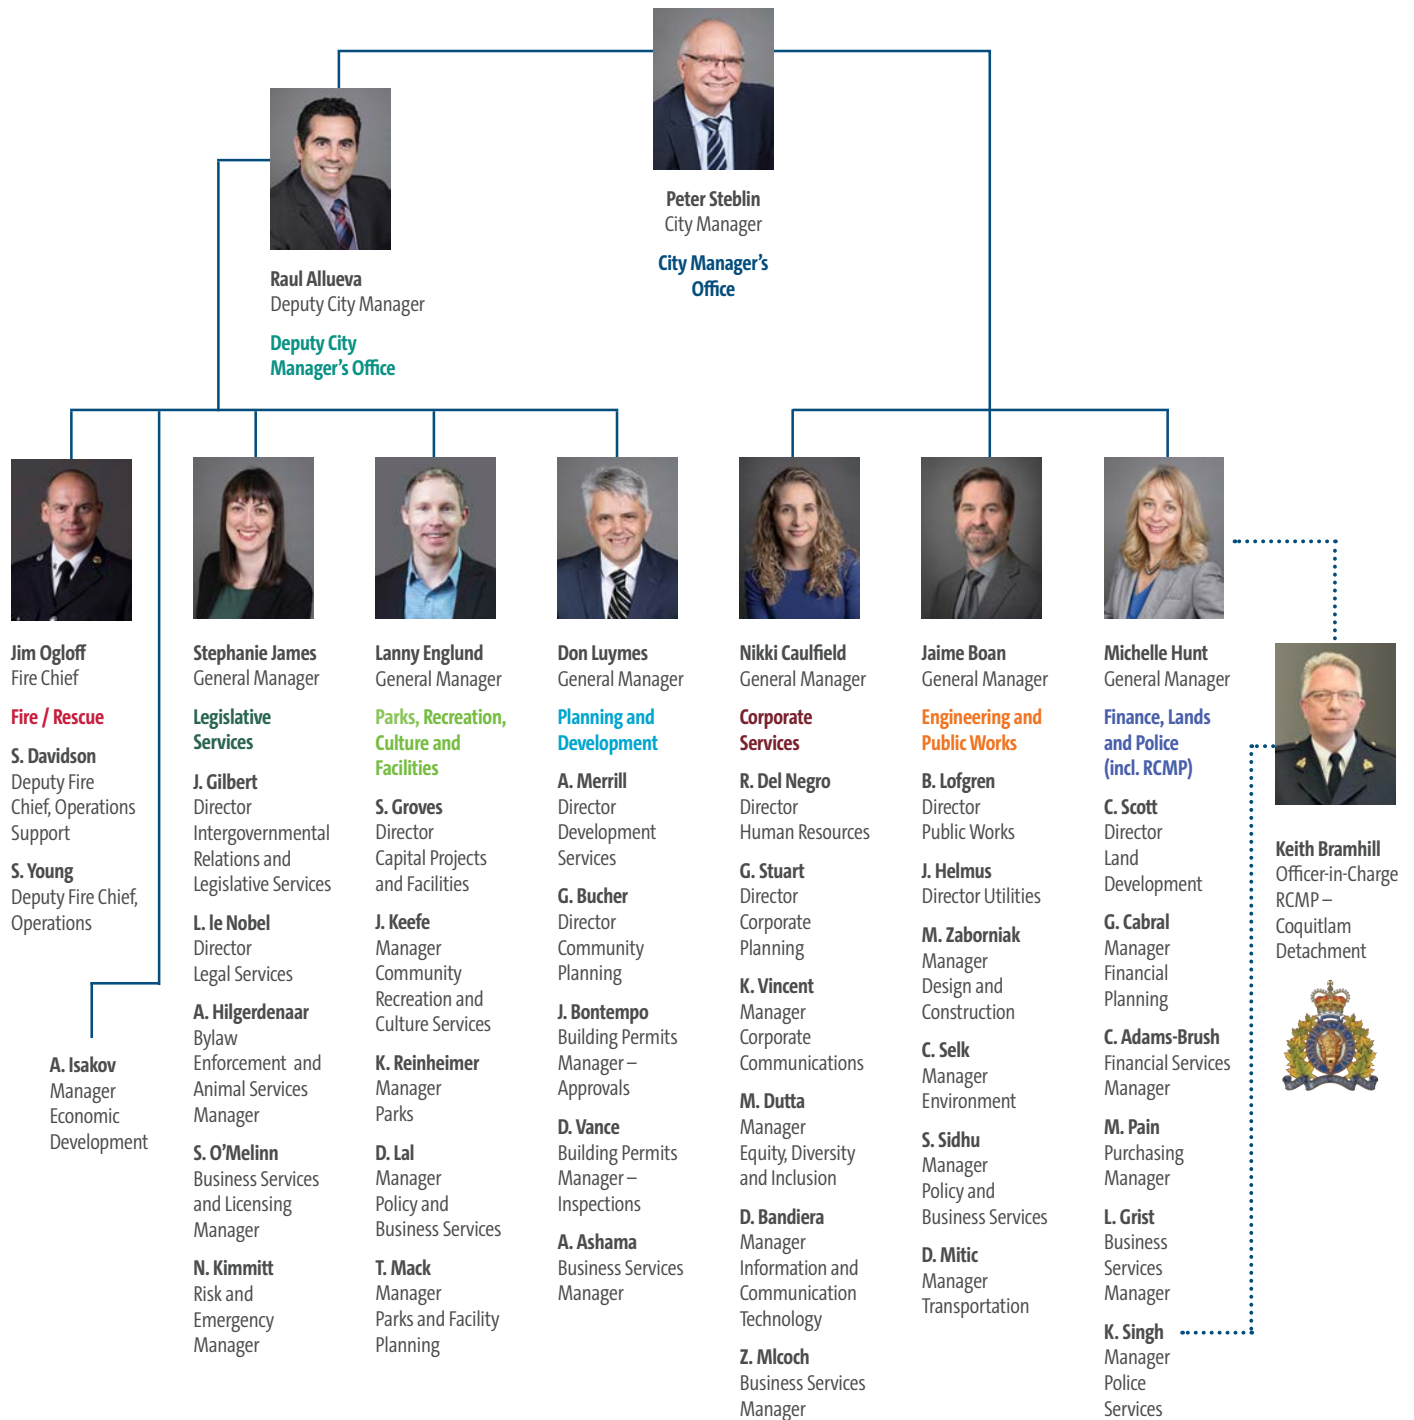 Peter Steblin
City Manager
City Manager's
Office
Raul Allueva
Deputy City Manager
Deputy City
Manager's Office
Jim Ogloff
Fire Chief
Fire / Rescue
S. Davidson
Deputy Fire
Chief, Operations
Support
S. Young
Deputy Fire Chief,
Operations
A. Isakov
Manager
Economic
Development
Stephanie James
General Manager
Legislative
Services
J. Gilbert
Director
Intergovernmental
Relations and
Legislative Services
L. le Nobel
Director
Legal Services
A. Hilgerdenaar
Bylaw
Enforcement and
Animal Services
Manager
S. O'Melinn
Business Services
and Licensing
Manager
N. Kimmitt
Risk and
Emergency
Manager
Lanny Englund
General Manager
Parks, Recreation,
Culture and
Facilities
S. Groves
Director
Capital Projects
and Facilities
J. Keefe
Manager
Community
Recreation and
Culture Services
K. Reinheimer
Manager
Parks
D. Lal
Manager
Policy and
Business Services
T. Mack
Manager
Parks and Facility
Planning
Don Luymes
General Manager
Planning and
Development
A. Merrill
Director
Development
Services
G. Bucher
Director
Community
Planning
J. Bontempo
Building Permits
Manager –
Approvals
D. Vance
Building Permits
Manager –
Inspections
A. Ashama
Business Services
Manager
Nikki Caulfield
General Manager
Corporate
Services
R. Del Negro
Director
Human Resources
G. Stuart
Director
Corporate
Planning
K. Vincent
Manager
Corporate
Communications
M. Dutta
Manager
Equity, Diversity
and Inclusion
D. Bandiera
Manager
Information and
Communication
Technology
Z. Mlcoch
Business Services
Manager
Jaime Boan
General Manager
Engineering and
Public Works
B. Lofgren
Director
Public Works
J. Helmus
Director Utilities
M. Zaborniak
Manager
Design and
Construction
C. Selk
Manager
Environment
S. Sidhu
Manager
Policy and
Business Services
D. Mitic
Manager
Transportation
Michelle Hunt
General Manager
Finance, Lands
and Police
(incl. RCMP)
C. Scott
Director
Land
Development
G. Cabral
Manager
Financial
Planning
C. Adams-Brush
Financial Services
Manager
M. Pain
Purchasing
Manager
L. Grist
Business
Services
Manager
K. Singh
Manager
Police
Services
Keith Bramhill
Officer-in-Charge
RCMP –
Coquitlam
Detachment